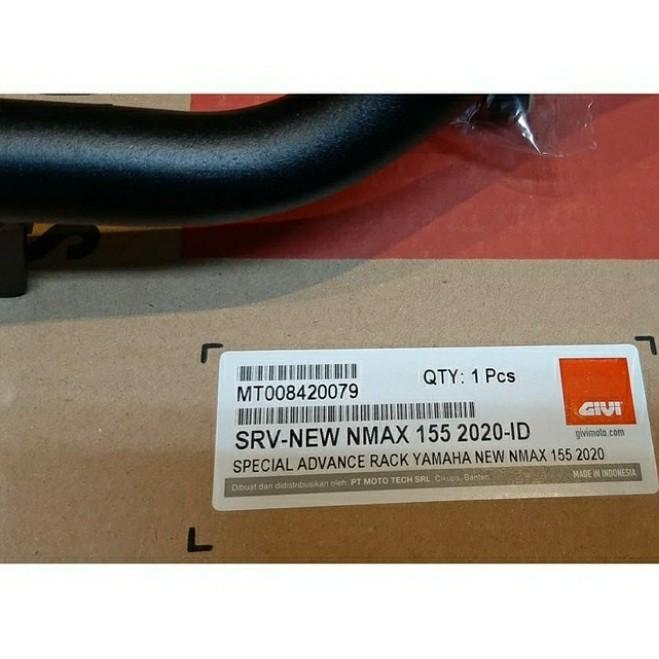 MT008420079
QTY: 1 Pcs
SRV-NEW NMAX 155 2020-ID
SPECIAL ADVANCE RACK YAMAHA NEW NMAX 155 2020
Dibuat dan didistribusikan oleh: PT MOTO TECH SRL Cikupa, Banten.
MADE IN INDONESIA
GIVI
givimoto.com